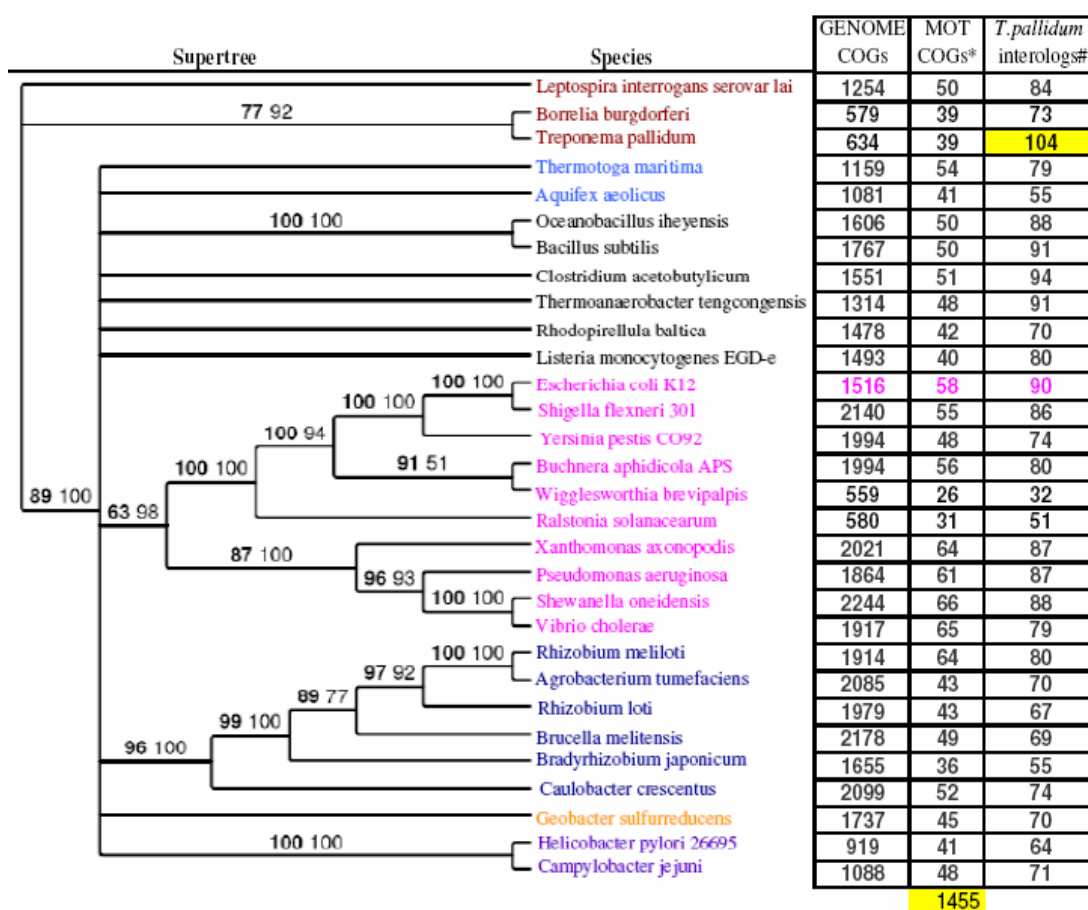 Supertree Species GENOME COGs MOT COGs* T.pallidum interologs#
Leptospira interrogans serovar lai 1254 50 84
77 92
Borrelia burgdorferi 579 39 73
Treponema pallidum 634 39 104
Thermotoga maritima 1159 54 79
Aquifex aeolicus 1081 41 55
100 100
Oceanobacillus iheyensis 1606 50 88
Bacillus subtilis 1767 50 91
Clostridium acetobutylicum 1551 51 94
Thermoanaerobacter tengcongensis 1314 48 91
Rhodopirellula baltica 1478 42 70
Listeria monocytogenes EGD-e 1493 40 80
100 100
Escherichia coli K12 1516 58 90
100 100
Shigella flexneri 301 2140 55 86
100 94
Yersinia pestis CO92 1994 48 74
100 100
91 51
Buchnera aphidicola APS 1994 56 80
89 100
Wigglesworthia brevipalpis 559 26 32
63 98
Ralstonia solanacearum 580 31 51
87 100
Xanthomonas axonopodis 2021 64 87
96 93
Pseudomonas aeruginosa 1864 61 87
100 100
Shewanella oneidensis 2244 66 88
Vibrio cholerae 1917 65 79
100 100
Rhizobium meliloti 1914 64 80
97 92
Agrobacterium tumefaciens 2085 43 70
89 77
Rhizobium loti 1979 43 67
99 100
Brucella melitensis 2178 49 69
96 100
Bradyrhizobium japonicum 1655 36 55
Caulobacter crescentus 2099 52 74
Geobacter sulfurreducens 1737 45 70
100 100
Helicobacter pylori 26695 919 41 64
Campylobacter jejuni 1088 48 71
1455